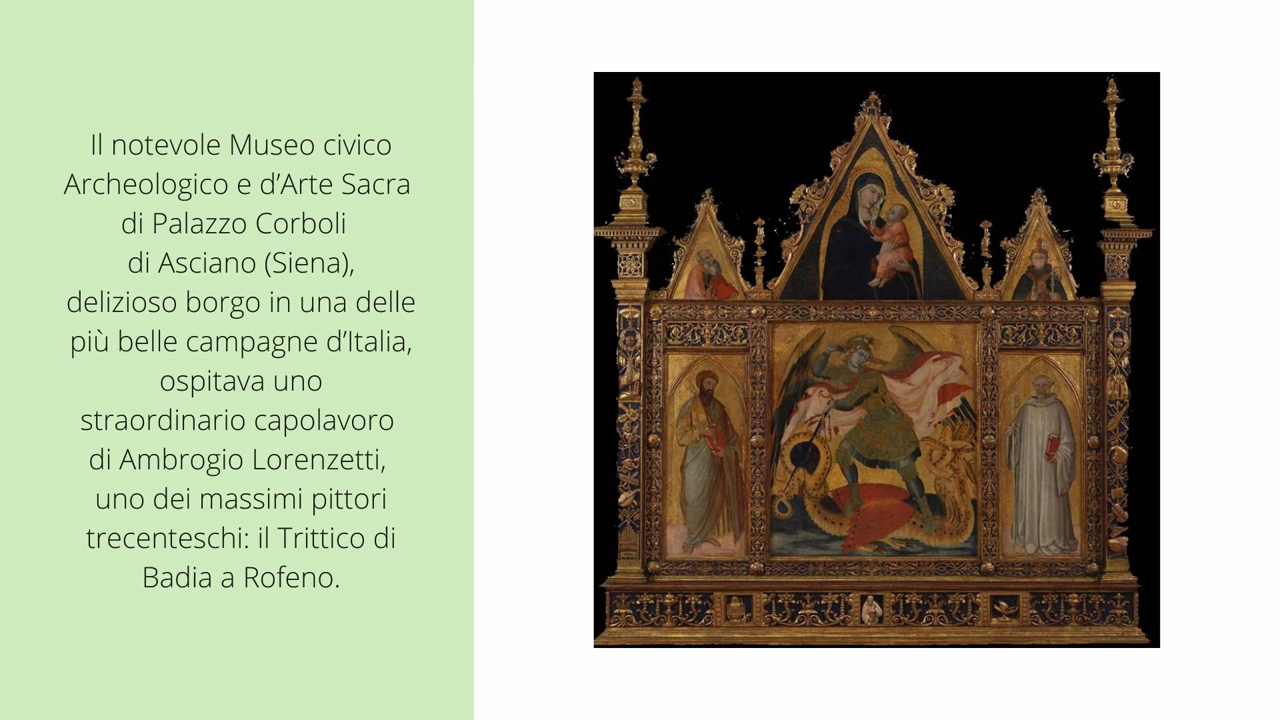 Il notevole Museo civico
Archeologico e d’Arte Sacra
di Palazzo Corboli
di Asciano (Siena),
delizioso borgo in una delle
più belle campagne d’Italia,
ospitava uno
straordinario capolavoro
di Ambrogio Lorenzetti,
uno dei massimi pittori
trecenteschi: il Trittico di
Badia a Rofeno.